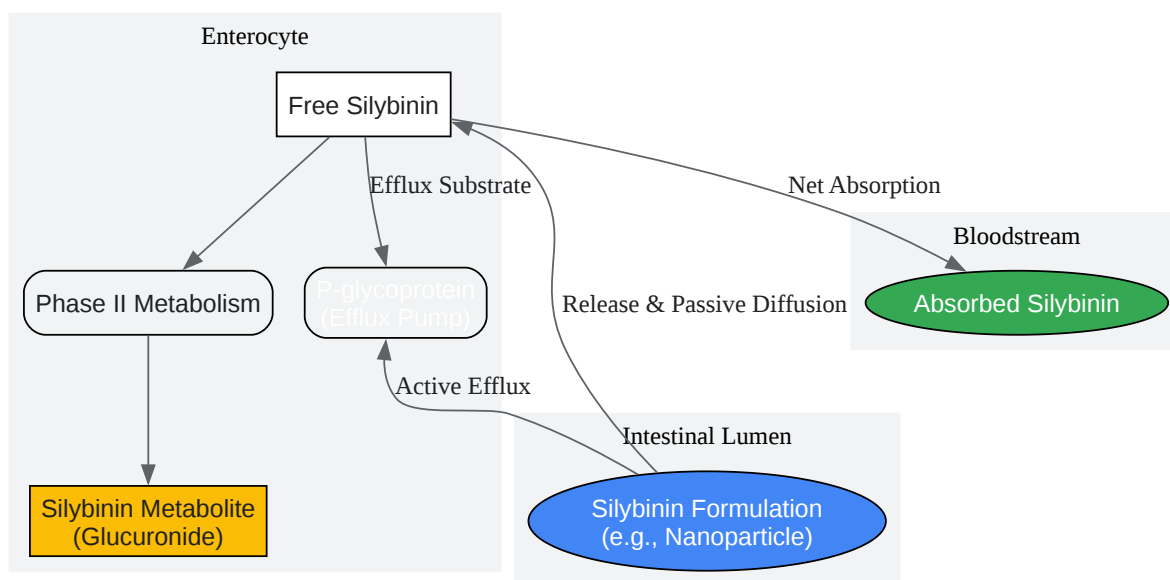 Enterocyte
Free Silybinin
Efflux Substrate
Net Absorption
Bloodstream
Phase II Metabolism
P-glycoprotein
(Efflux Pump)
Release & Passive Diffusion
Absorbed Silybinin
Active Efflux
Intestinal Lumen
Silybinin Metabolite
(Glucuronide)
Silybinin Formulation
(e.g., Nanoparticle)